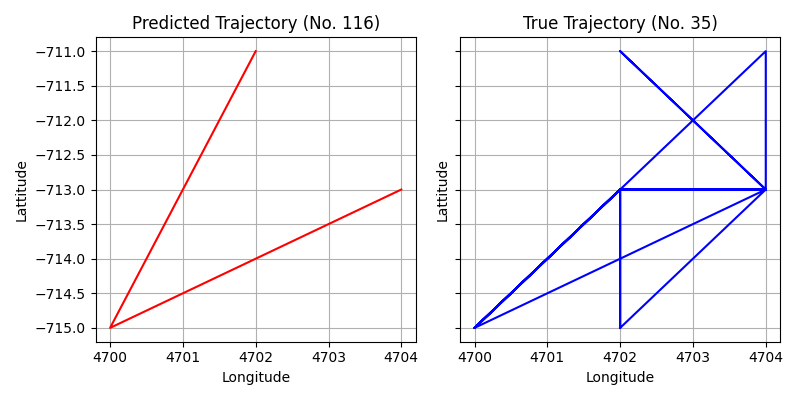 Predicted Trajectory (No. 116)
True Trajectory (No. 35)
−711.0
−711.5
−712.0
−712.5
−713.0
−713.5
−714.0
−714.5
−715.0
Lattitude
Lattitude
4700 4701 4702 4703 4704
4700 4701 4702 4703 4704
Longitude
Longitude